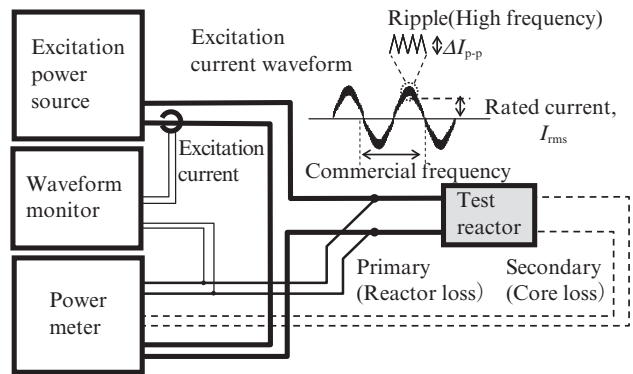 Excitation
power
source
Waveform
monitor
Power
meter
Excitation
current waveform
Ripple(High frequency)
ΔIp-p
Rated current,
Irms
Commercial frequency
Excitation
current
Test
reactor
Primary
(Reactor loss)
Secondary
(Core loss)